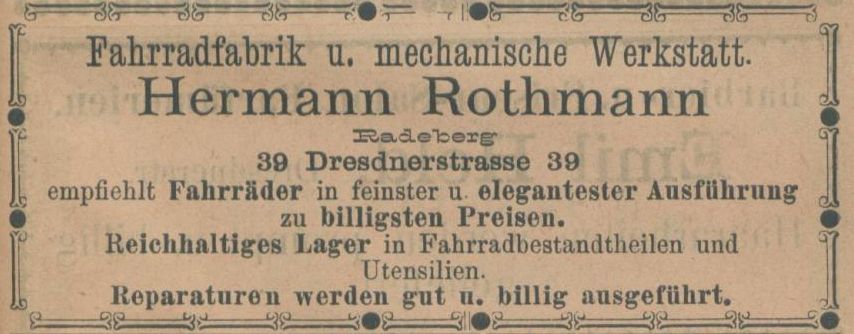 Fahrradfabrik u. mechanische Werkstatt.
Hermann Rothmann
Radeberg
39 Dresdnerstrasse 39
empfiehlt Fahrräder in feinster u. elegantester Ausführung
zu billigsten Preisen.
Reichhaltiges Lager in Fahrradbestandtheilen und
Utensilien.
Reparaturen werden gut u. billig ausgeführt.